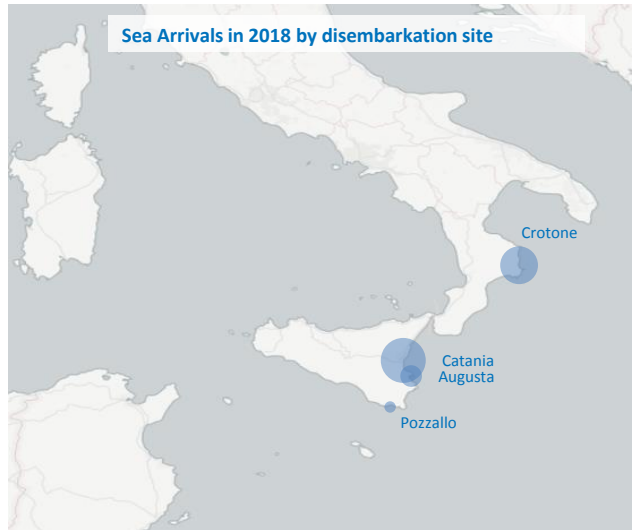 Sea Arrivals in 2018 by disembarkation site
Crotone
Catania
Augusta
Pozzallo